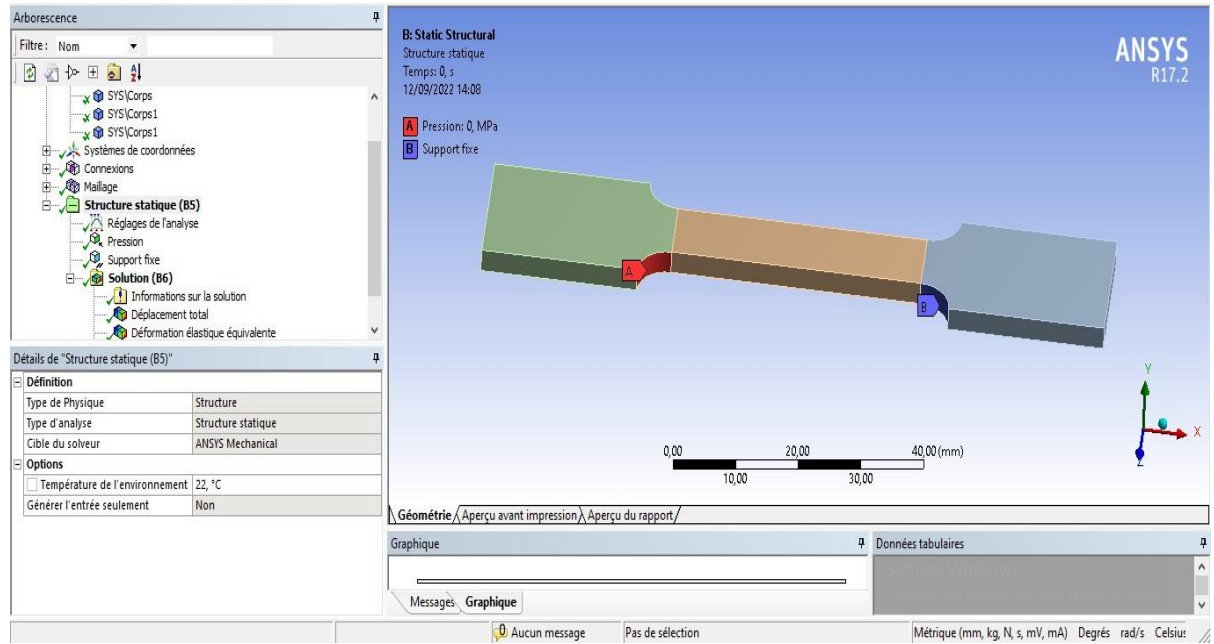 Arborescence
Filtre: Nom
SYS\Corps
SYS\Corps1
SYS\Corps1
Systèmes de coordonnées
Connexions
Maillage
Structure statique (B5)
Réglages de l'analyse
Pression
Support fixe
Solution (B6)
Informations sur la solution
Déplacement total
Déformation élastique équivalente
Détails de "Structure statique (B5)"
Définition
Type de Physique Structure
Type d'analyse Structure statique
Cible du solveur ANSYS Mechanical
Options
Température de l'environnement 22, °C
Générer l'entrée seulement Non
B: Static Structural
Structure statique
Temps: 0, s
12/09/2022 14:08
A Pression: 0, MPa
B Support fixe
ANSYS
R17.2
A
B
Y
X
Z
0,00 20,00 40,00 (mm)
10,00 30,00
Géométrie Aperçu avant impression Aperçu du rapport
Graphique
Messages Graphique
Données tabulaires
Activer Windows
0 Aucun message Pas de sélection Métrique (mm, kg, N, s, mV, mA) Degrés rad/s Celsius